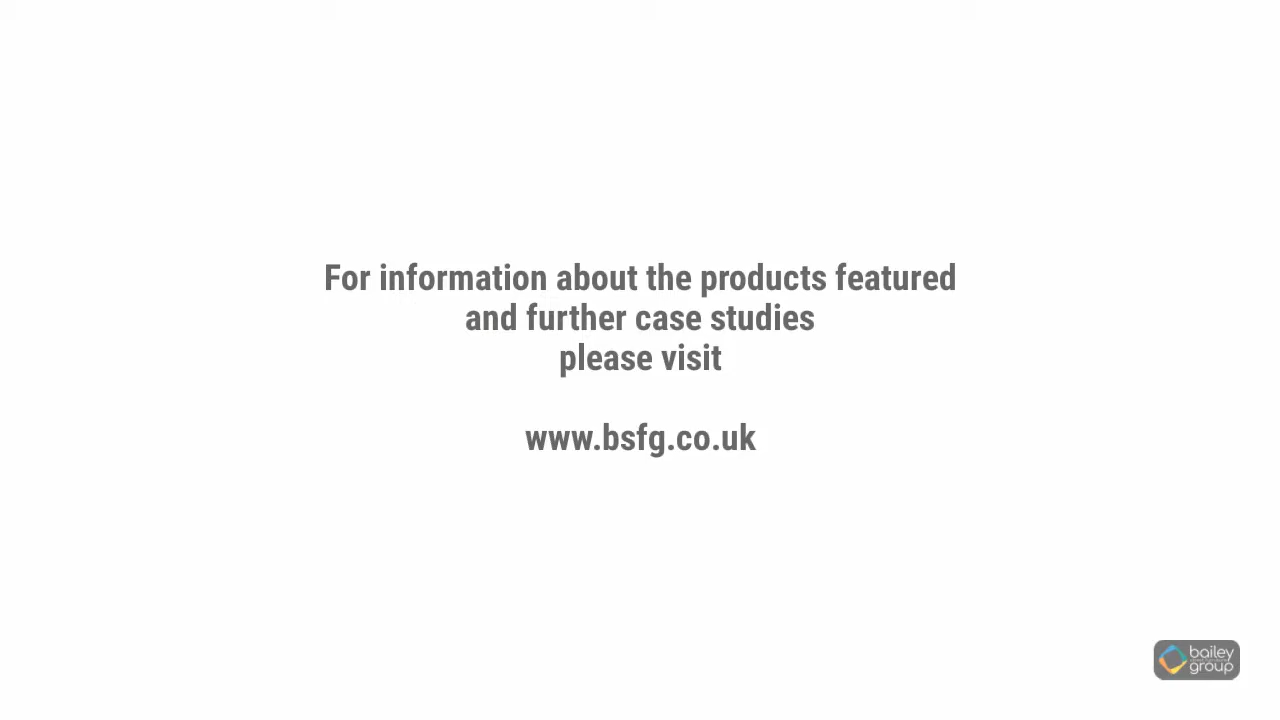 For information about the products featured
and further case studies
please visit
www.bsfg.co.uk
bailey
group